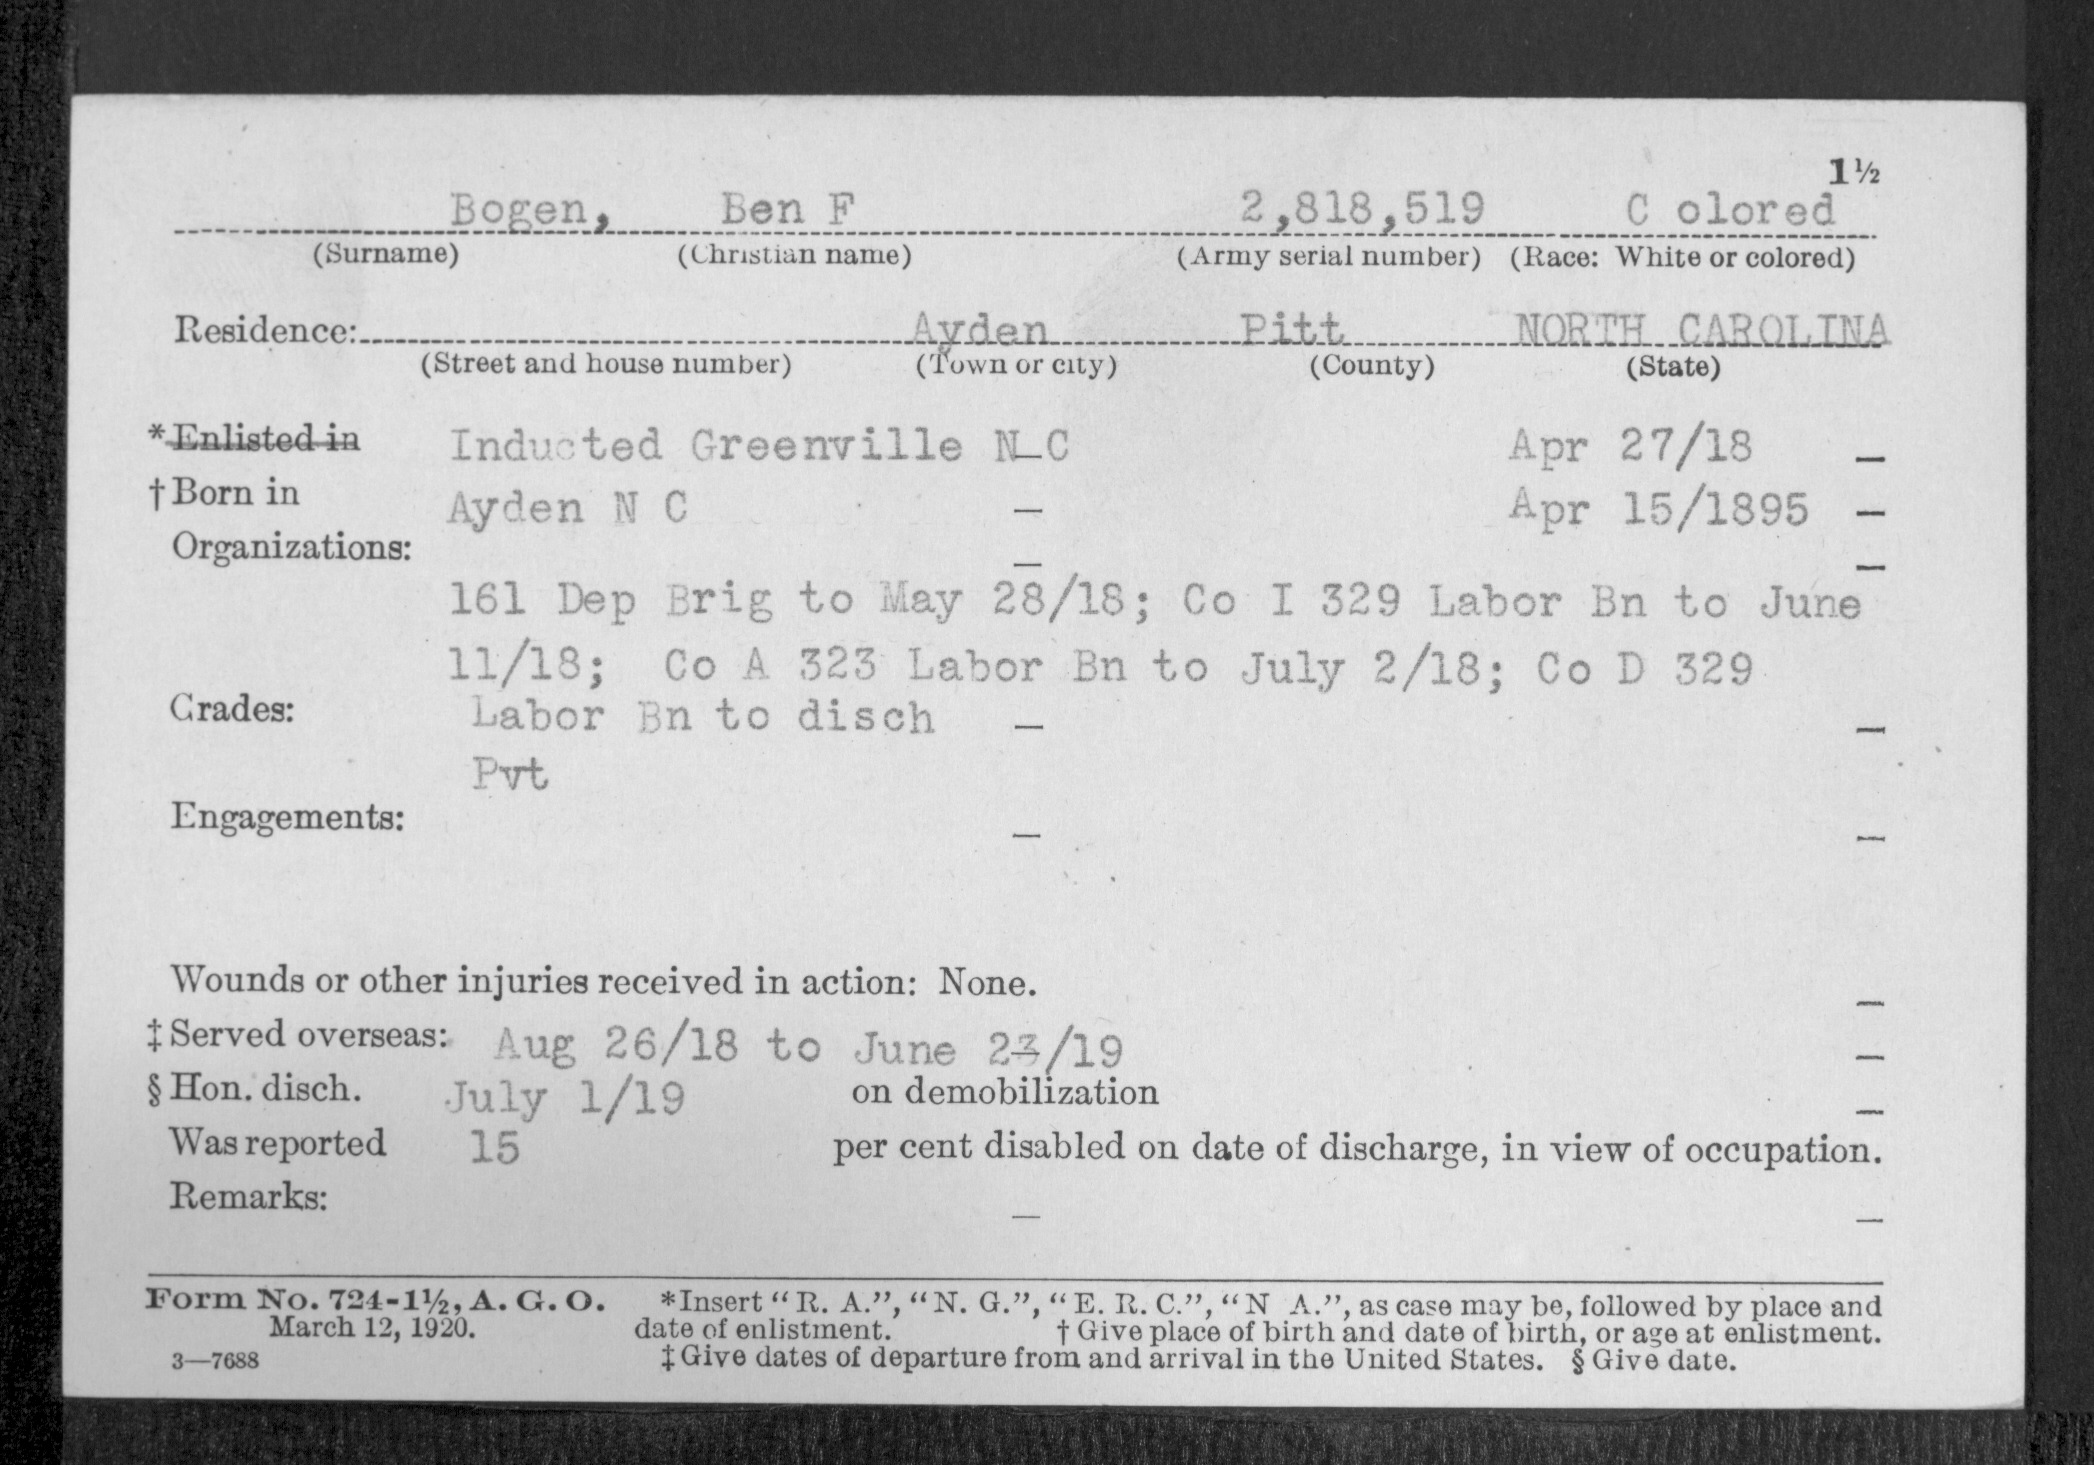 1½
Bogen, Ben F 2,818,519 C olored
(Surname) (Christian name) (Army serial number) (Race: White or colored)
Residence: Ayden Pitt NORTH CAROLINA
(Street and house number) (Town or city) (County) (State)
*Enlisted in Inducted Greenville N C Apr 27/18
†Born in Ayden N C Apr 15/1895
Organizations:
161 Dep Brig to May 28/18; Co I 329 Labor Bn to June
11/18; Co A 323 Labor Bn to July 2/18; Co D 329
Grades: Labor Bn to disch
Pvt
Engagements:
Wounds or other injuries received in action: None.
‡Served overseas: Aug 26/18 to June 23/19
§Hon. disch. July 1/19 on demobilization
Was reported 15 per cent disabled on date of discharge, in view of occupation.
Remarks:
Form No. 724-1½, A. G. O. *Insert "R. A.", "N. G.", "E. R. C.", "N A.", as case may be, followed by place and
March 12, 1920. date of enlistment. †Give place of birth and date of birth, or age at enlistment.
3—7688 ‡Give dates of departure from and arrival in the United States. §Give date.